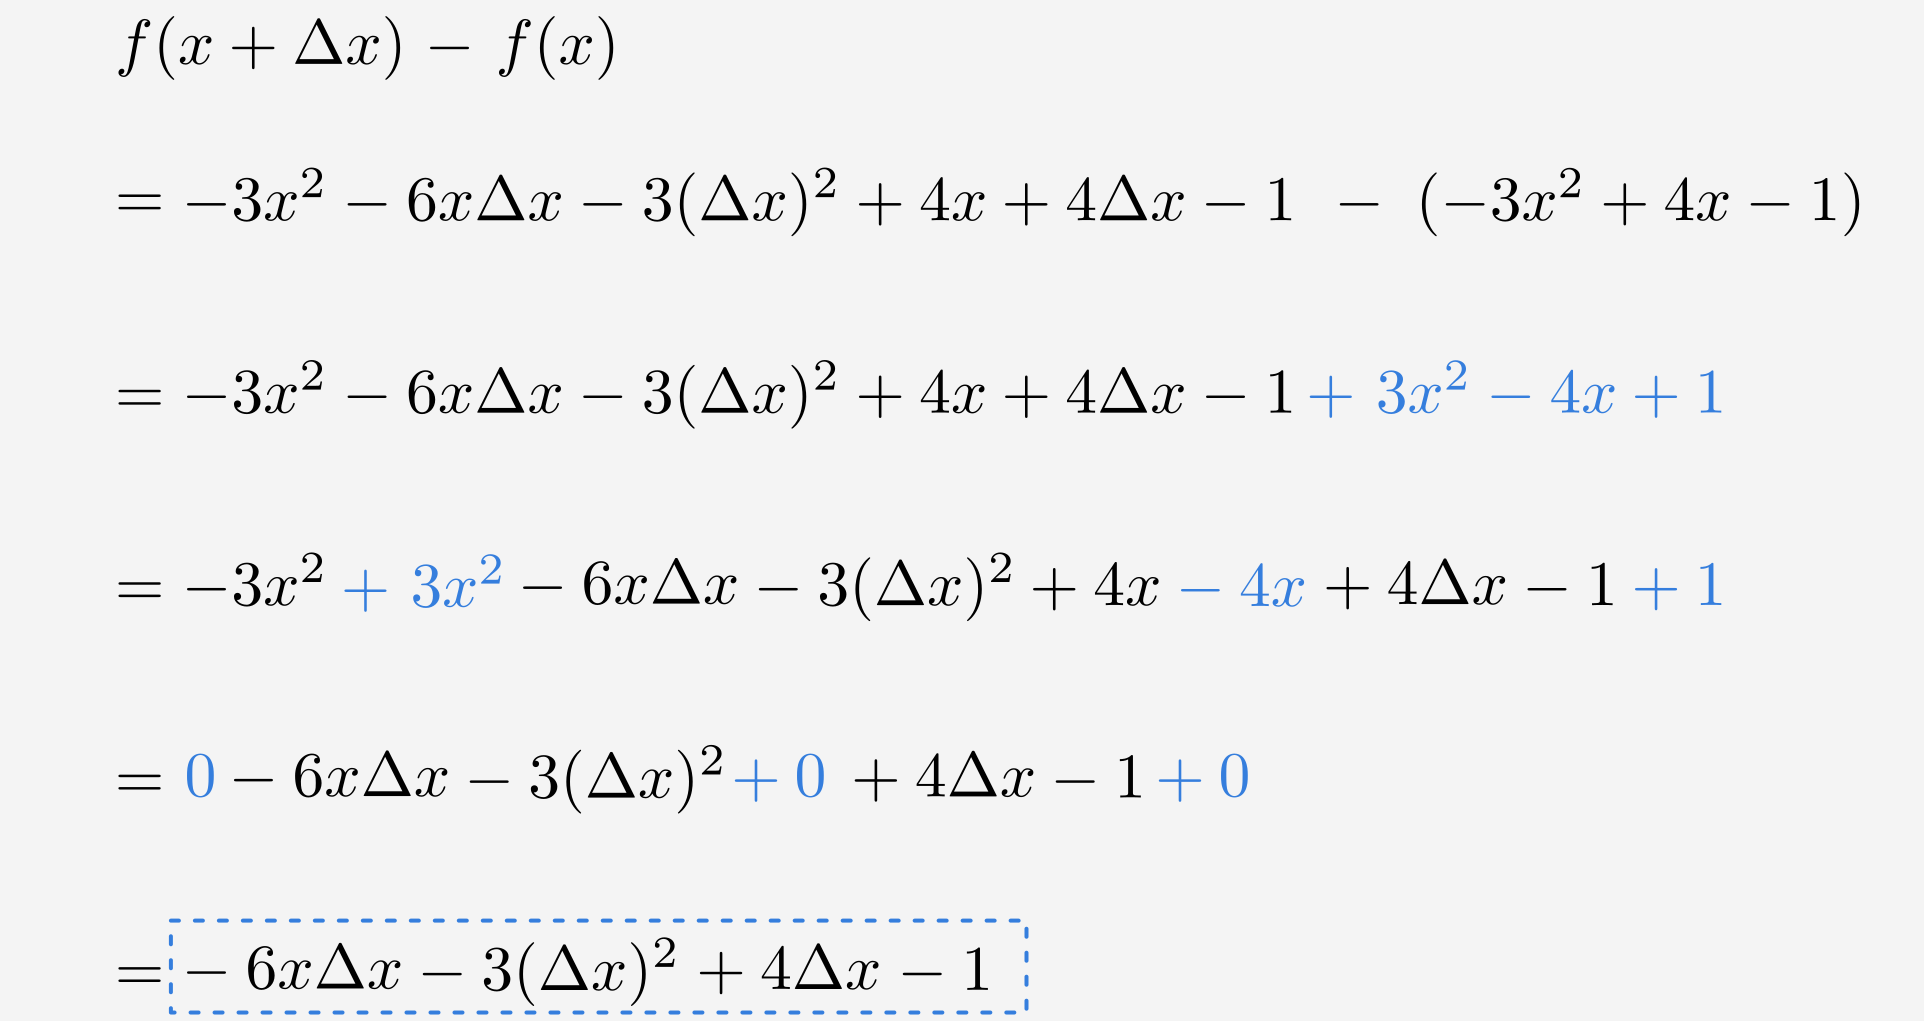 f(x + Δx) − f(x)
= −3x² − 6xΔx − 3(Δx)² + 4x + 4Δx − 1 − (−3x² + 4x − 1)
= −3x² − 6xΔx − 3(Δx)² + 4x + 4Δx − 1 + 3x² − 4x + 1
= −3x² + 3x² − 6xΔx − 3(Δx)² + 4x − 4x + 4Δx − 1 + 1
= 0 − 6xΔx − 3(Δx)² + 0 + 4Δx − 1 + 0
= − 6xΔx − 3(Δx)² + 4Δx − 1